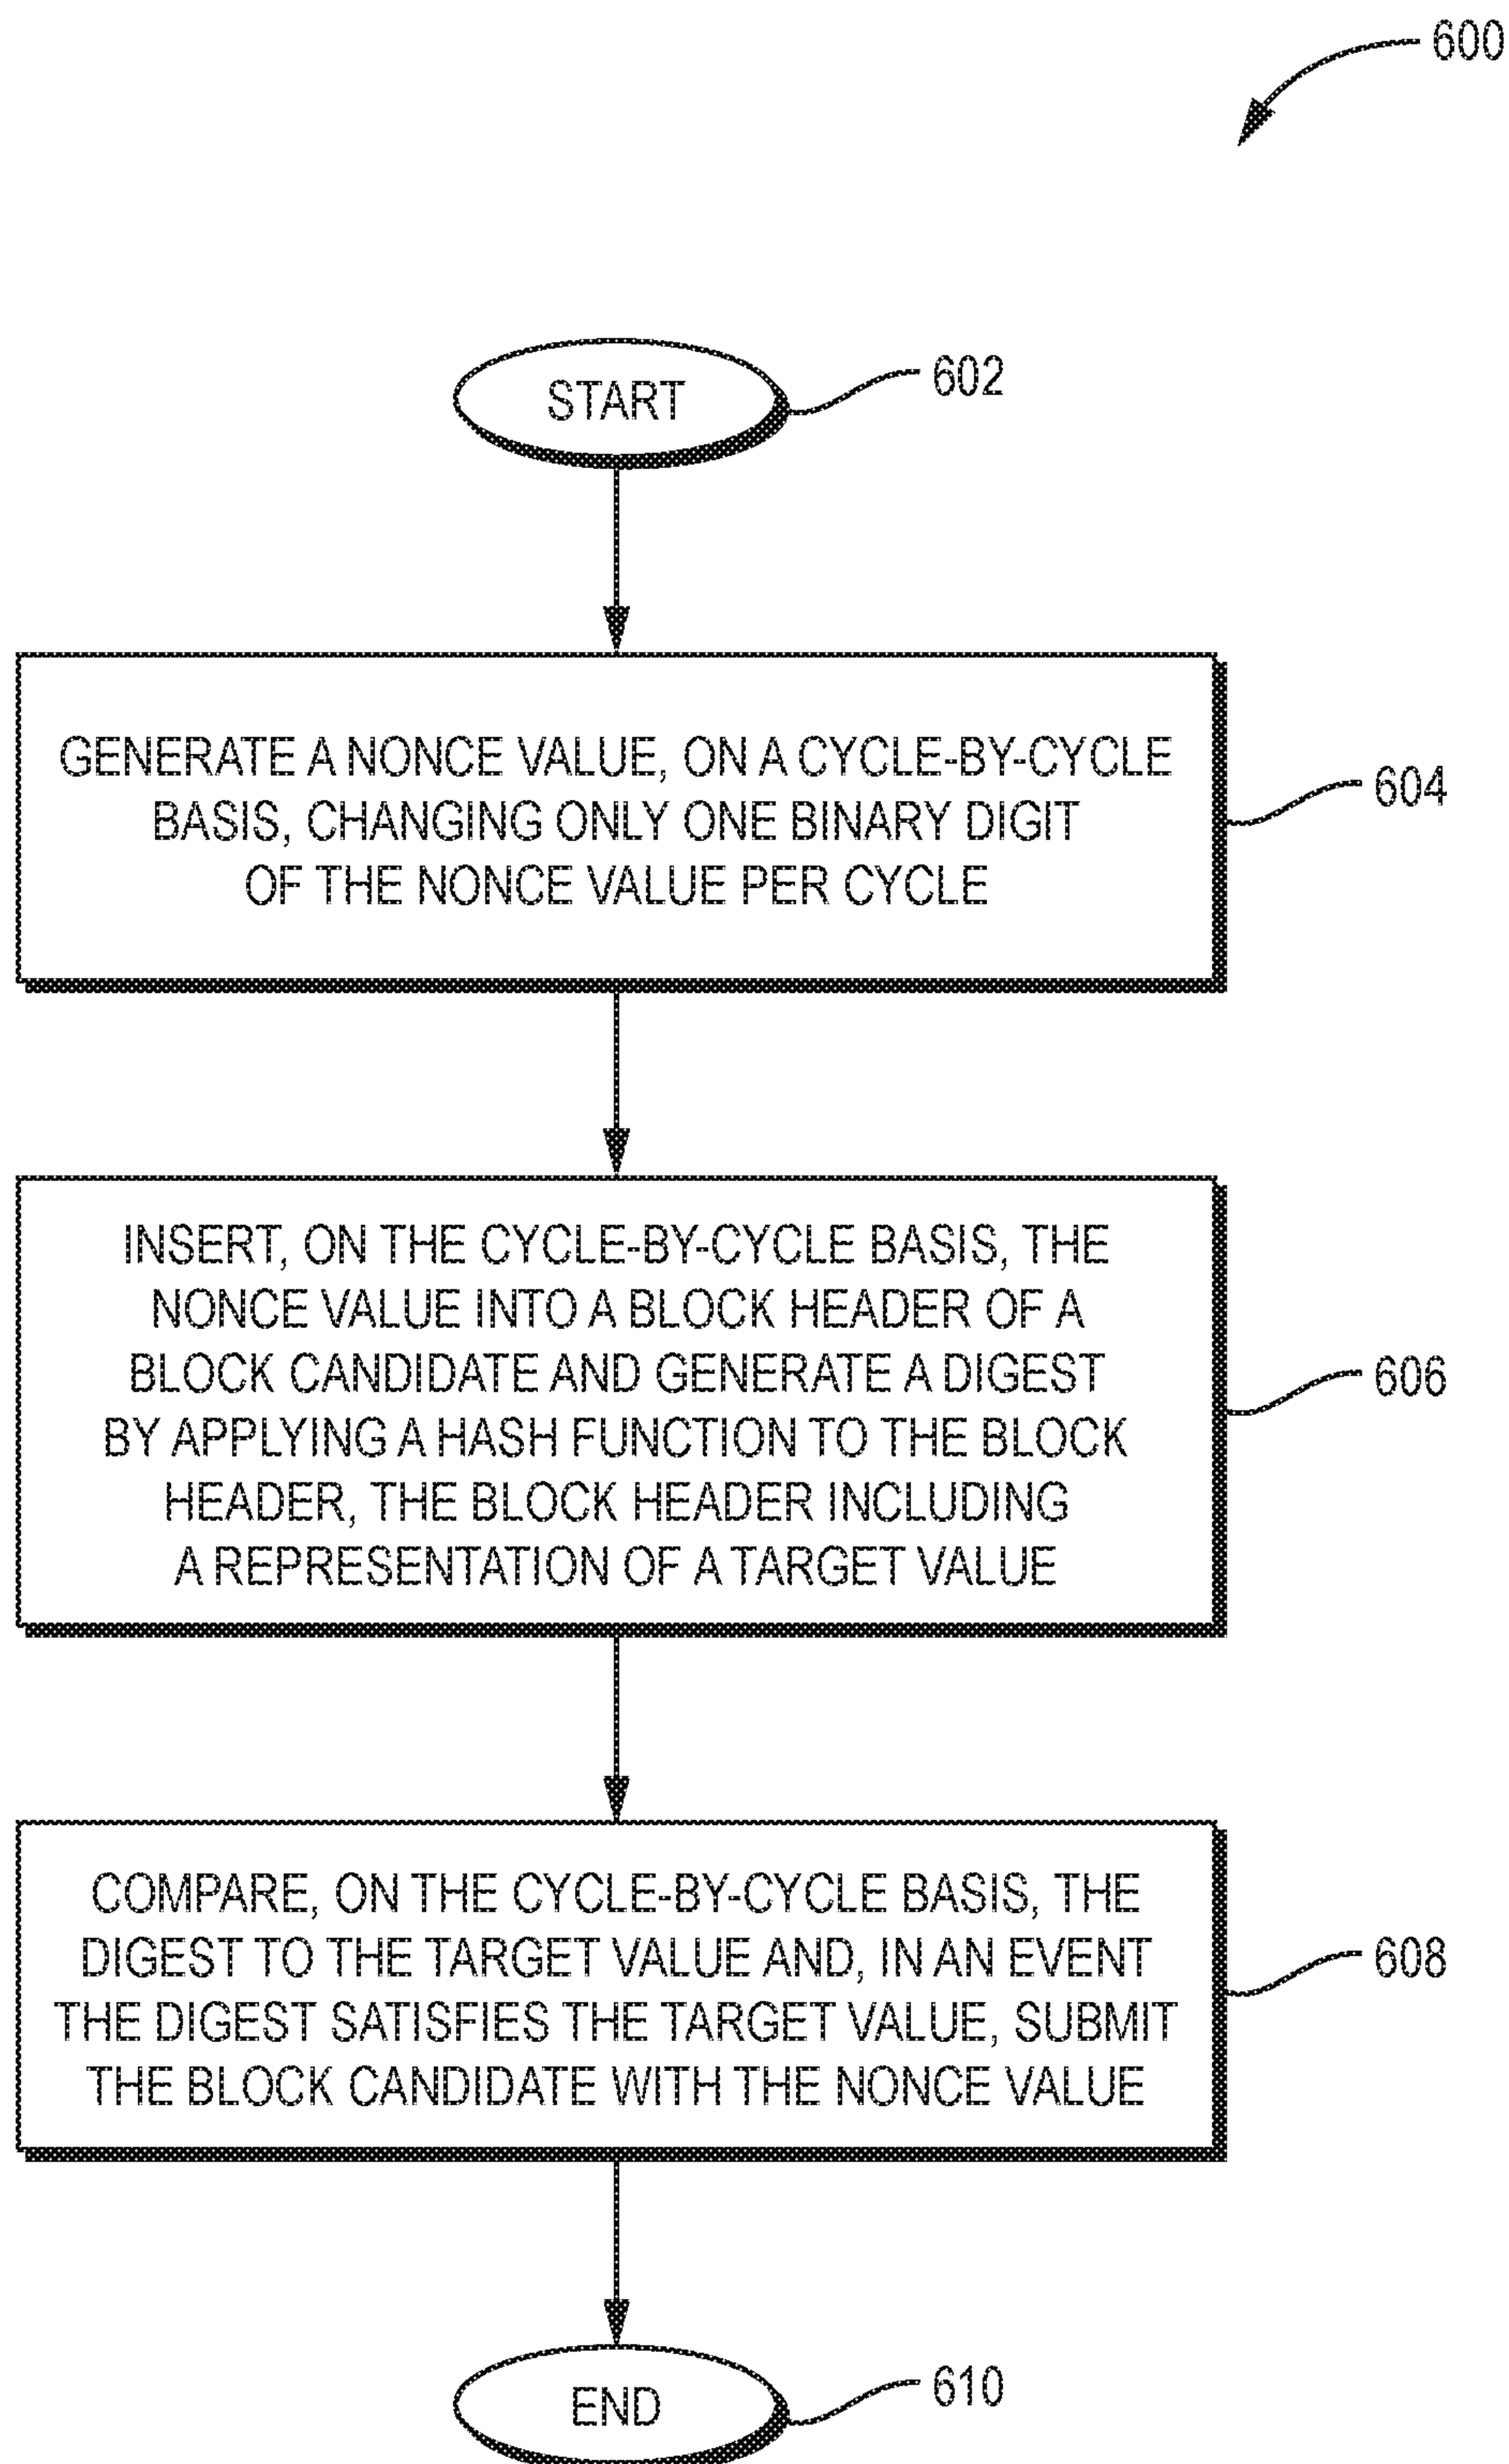 600
START
602
GENERATE A NONCE VALUE, ON A CYCLE-BY-CYCLE
BASIS, CHANGING ONLY ONE BINARY DIGIT
OF THE NONCE VALUE PER CYCLE
604
INSERT, ON THE CYCLE-BY-CYCLE BASIS, THE
NONCE VALUE INTO A BLOCK HEADER OF A
BLOCK CANDIDATE AND GENERATE A DIGEST
BY APPLYING A HASH FUNCTION TO THE BLOCK
HEADER, THE BLOCK HEADER INCLUDING
A REPRESENTATION OF A TARGET VALUE
606
COMPARE, ON THE CYCLE-BY-CYCLE BASIS, THE
DIGEST TO THE TARGET VALUE AND, IN AN EVENT
THE DIGEST SATISFIES THE TARGET VALUE, SUBMIT
THE BLOCK CANDIDATE WITH THE NONCE VALUE
608
END
610